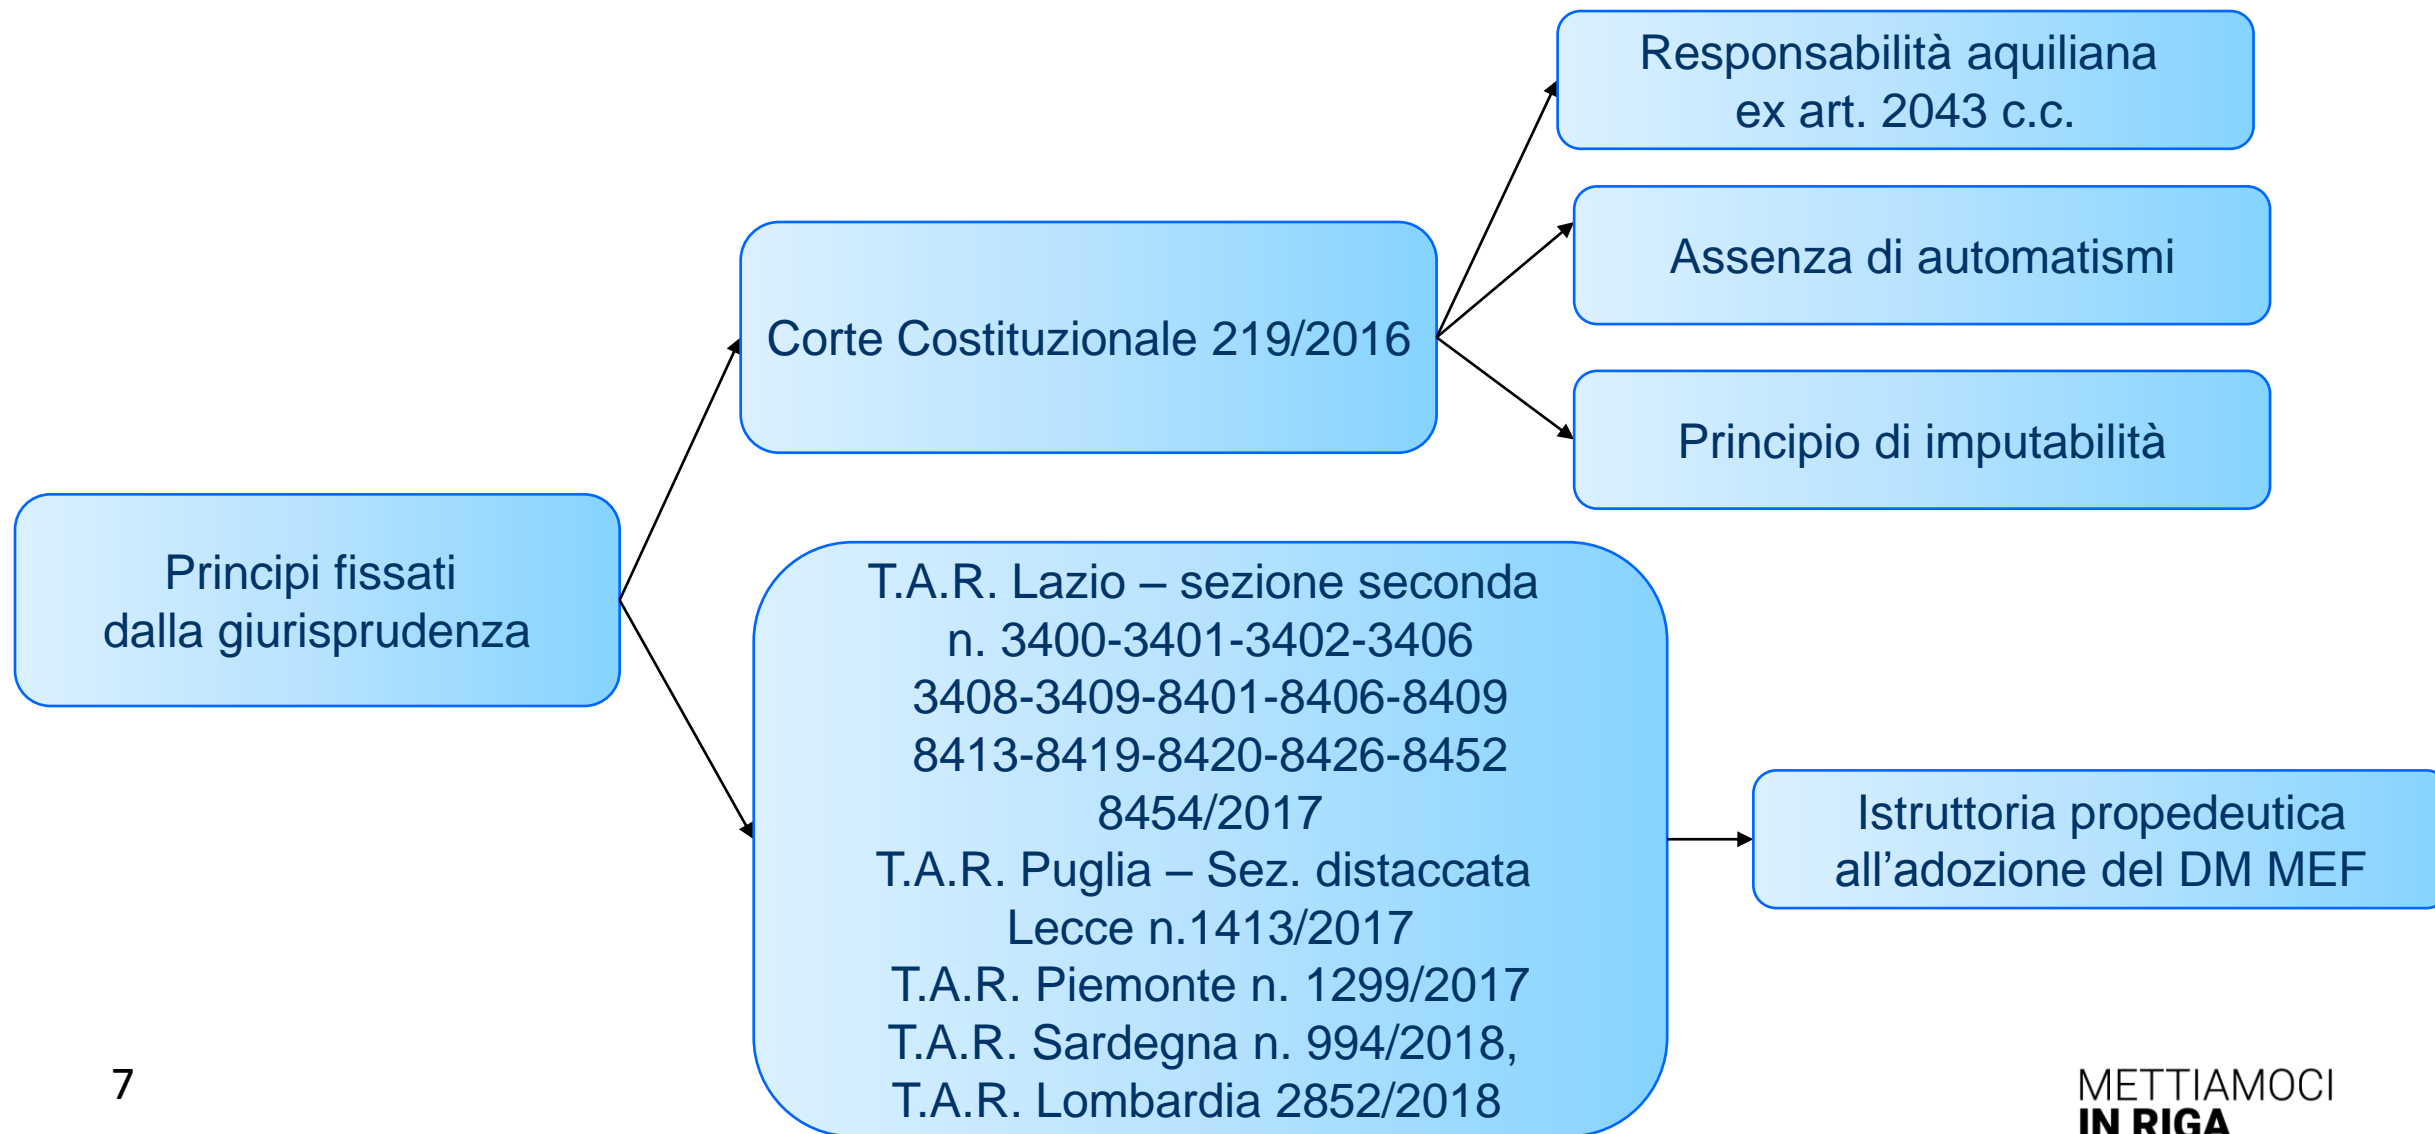 Responsabilità aquiliana
ex art. 2043 c.c.
Assenza di automatismi
Corte Costituzionale 219/2016
Principio di imputabilità
Principi fissati
dalla giurisprudenza
T.A.R. Lazio – sezione seconda
n. 3400-3401-3402-3406
3408-3409-8401-8406-8409
8413-8419-8420-8426-8452
8454/2017
T.A.R. Puglia – Sez. distaccata
Lecce n.1413/2017
T.A.R. Piemonte n. 1299/2017
T.A.R. Sardegna n. 994/2018,
T.A.R. Lombardia 2852/2018
Istruttoria propedeutica
all’adozione del DM MEF
7
METTIAMOCI
IN RIGA